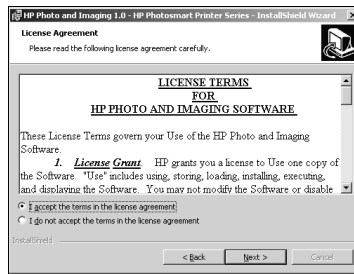 HP Photo and Imaging 1.0 - HP Photosmart Printer Series - InstallShield Wizard
License Agreement
Please read the following license agreement carefully.
LICENSE TERMS
FOR
HP PHOTO AND IMAGING SOFTWARE
These License Terms govern your Use of the HP Photo and Imaging
Software.
1. License Grant. HP grants you a license to Use one copy of
the Software. "Use" includes using, storing, loading, installing, executing,
and displaying the Software. You may not modify the Software or disable
I accept the terms in the license agreement
I do not accept the terms in the license agreement
InstallShield
< Back Next > Cancel